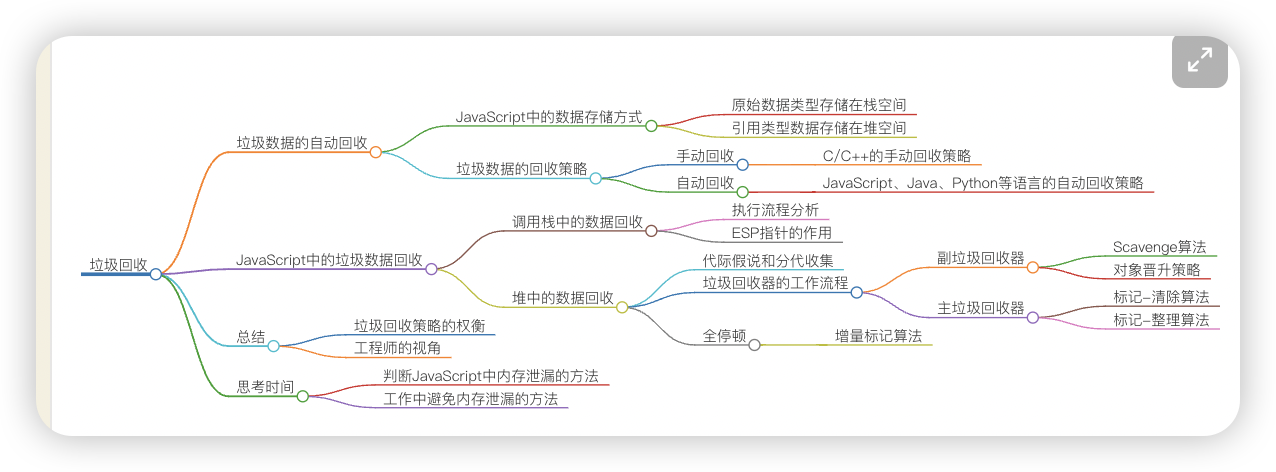 垃圾回收
垃圾数据的自动回收
JavaScript中的数据存储方式
原始数据类型存储在栈空间
引用类型数据存储在堆空间
垃圾数据的回收策略
手动回收
C/C++的手动回收策略
自动回收
JavaScript、Java、Python等语言的自动回收策略
JavaScript中的垃圾数据回收
调用栈中的数据回收
执行流程分析
ESP指针的作用
堆中的数据回收
代际假说和分代收集
垃圾回收器的工作流程
副垃圾回收器
Scavenge算法
对象晋升策略
主垃圾回收器
标记-清除算法
标记-整理算法
全停顿
增量标记算法
总结
垃圾回收策略的权衡
工程师的视角
思考时间
判断JavaScript中内存泄漏的方法
工作中避免内存泄漏的方法